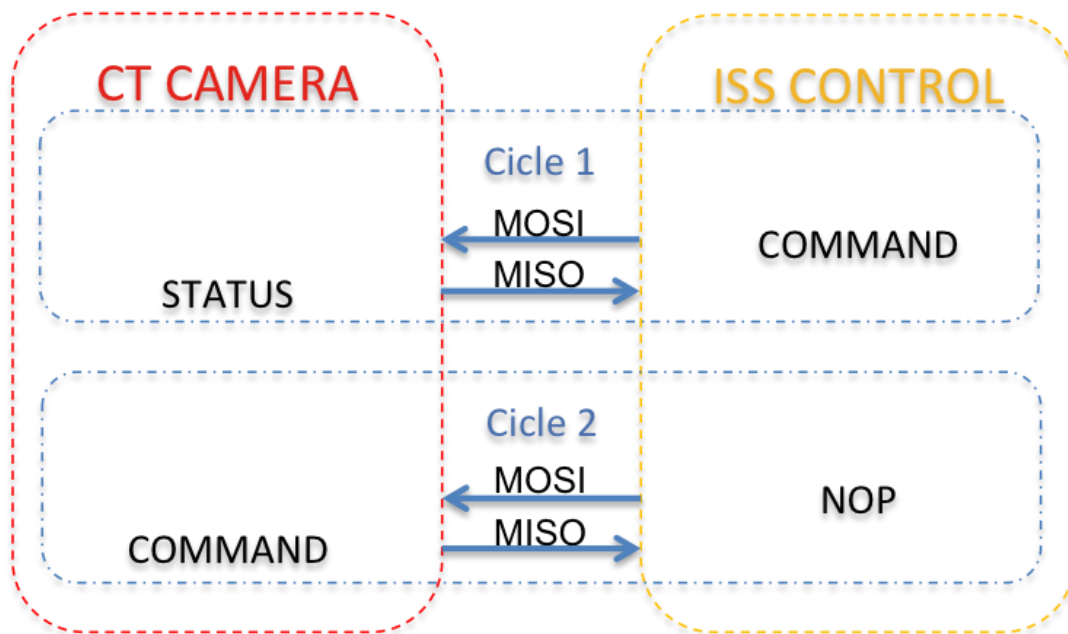 CT CAMERA
ISS CONTROL
Cicle 1
MOSI
COMMAND
MISO
STATUS
Cicle 2
MOSI
NOP
MISO
COMMAND